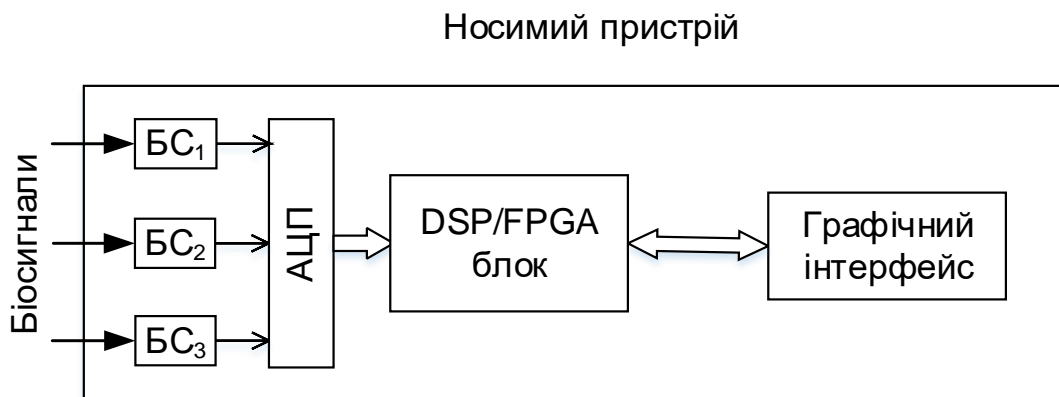 Носимий пристрій
Біосигнали
БС1
БС2
БС3
АЦП
DSP/FPGA
блок
Графічний
інтерфейс